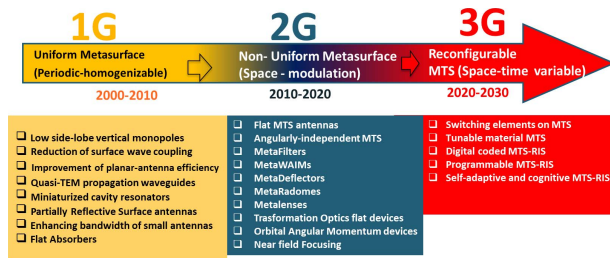 1G
2G
3G
Uniform Metasurface
(Periodic-homogenizable)
Non- Uniform Metasurface
(Space - modulation)
Reconfigurable
MTS (Space-time variable)
2000-2010
2010-2020
2020-2030
Low side-lobe vertical monopoles
Reduction of surface wave coupling
Improvement of planar-antenna efficiency
Quasi-TEM propagation waveguides
Miniaturized cavity resonators
Partially Reflective Surface antennas
Enhancing bandwidth of small antennas
Flat Absorbers
Flat MTS antennas
Angularly-independent MTS
MetaFilters
MetaWAIMs
MetaDeflectors
MetaRadomes
Metalenses
Trasformation Optics flat devices
Orbital Angular Momentum devices
Near field Focusing
Switching elements on MTS
Tunable material MTS
Digital coded MTS-RIS
Programmable MTS-RIS
Self-adaptive and cognitive MTS-RIS